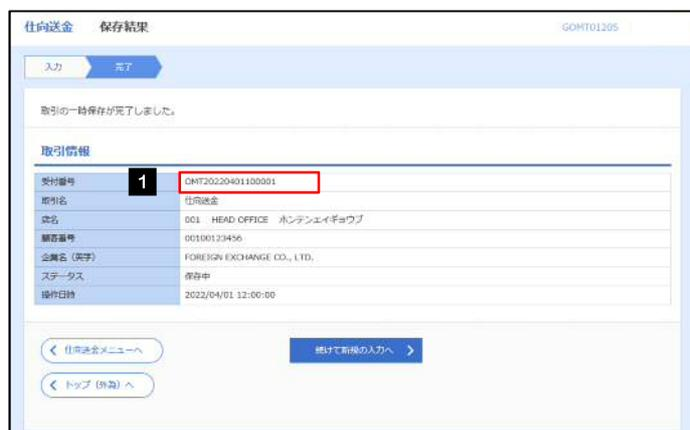 仕向送金 保存結果 GOMT01205
入力 完了
取引の一時保存が完了しました。
取引情報
受付番号 1 OMT20220401100001
取引名 仕向送金
店名 001 HEAD OFFICE ホンテンエイギョウブ
顧客番号 00100123456
企業名(英字) FOREIGN EXCHANGE CO., LTD.
ステータス 保存中
操作日時 2022/04/01 12:00:00
仕向送金メニューへ 続けて新規の入力へ
トップ(外為)へ